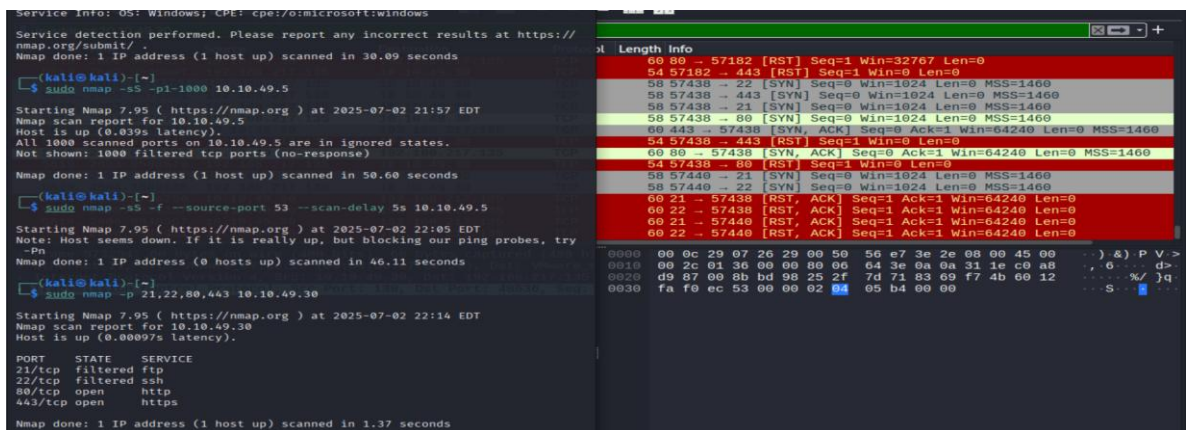 Service Info: OS: Windows; CPE: cpe:/o:microsoft:windows
Service detection performed. Please report any incorrect results at https://
nmap.org/submit/ .
Nmap done: 1 IP address (1 host up) scanned in 30.09 seconds
(kali㉿kali)-[~]
$ sudo nmap -sS -p1-1000 10.10.49.5
Starting Nmap 7.95 ( https://nmap.org ) at 2025-07-02 21:57 EDT
Nmap scan report for 10.10.49.5
Host is up (0.039s latency).
All 1000 scanned ports on 10.10.49.5 are in ignored states.
Not shown: 1000 filtered tcp ports (no-response)
Nmap done: 1 IP address (1 host up) scanned in 50.60 seconds
(kali㉿kali)-[~]
$ sudo nmap -sS -f --source-port 53 --scan-delay 5s 10.10.49.5
Starting Nmap 7.95 ( https://nmap.org ) at 2025-07-02 22:05 EDT
Note: Host seems down. If it is really up, but blocking our ping probes, try
-Pn
Nmap done: 1 IP address (0 hosts up) scanned in 46.11 seconds
(kali㉿kali)-[~]
$ sudo nmap -p 21,22,80,443 10.10.49.30
Starting Nmap 7.95 ( https://nmap.org ) at 2025-07-02 22:14 EDT
Nmap scan report for 10.10.49.30
Host is up (0.00097s latency).
PORT STATE SERVICE
21/tcp filtered ftp
22/tcp filtered ssh
80/tcp open http
443/tcp open https
Nmap done: 1 IP address (1 host up) scanned in 1.37 seconds
ol Length Info
60 80 → 57182 [RST] Seq=1 Win=32767 Len=0
54 57182 → 443 [RST] Seq=1 Win=0 Len=0
58 57438 → 22 [SYN] Seq=0 Win=1024 Len=0 MSS=1460
58 57438 → 443 [SYN] Seq=0 Win=1024 Len=0 MSS=1460
58 57438 → 21 [SYN] Seq=0 Win=1024 Len=0 MSS=1460
58 57438 → 80 [SYN] Seq=0 Win=1024 Len=0 MSS=1460
60 443 → 57438 [SYN, ACK] Seq=0 Ack=1 Win=64240 Len=0 MSS=1460
54 57438 → 443 [RST] Seq=1 Win=0 Len=0
60 80 → 57438 [SYN, ACK] Seq=0 Ack=1 Win=64240 Len=0 MSS=1460
54 57438 → 80 [RST] Seq=1 Win=0 Len=0
58 57440 → 21 [SYN] Seq=0 Win=1024 Len=0 MSS=1460
58 57440 → 22 [SYN] Seq=0 Win=1024 Len=0 MSS=1460
60 21 → 57438 [RST, ACK] Seq=1 Ack=1 Win=64240 Len=0
60 22 → 57438 [RST, ACK] Seq=1 Ack=1 Win=64240 Len=0
60 21 → 57440 [RST, ACK] Seq=1 Ack=1 Win=64240 Len=0
60 22 → 57440 [RST, ACK] Seq=1 Ack=1 Win=64240 Len=0
0000 00 0c 29 07 26 29 00 50 56 e7 3e 2e 08 00 45 00 ··)·&)·P V·>
0010 00 2c 01 36 00 00 80 06 64 3e 0a 0a 31 1e c0 a8 ·,·6···· d>·
0020 d9 87 00 8b bd 98 25 2f 7d 71 83 69 f7 4b 60 12 ······%/ }q·
0030 fa f0 ec 53 00 00 02 04 05 b4 00 00 ···S····